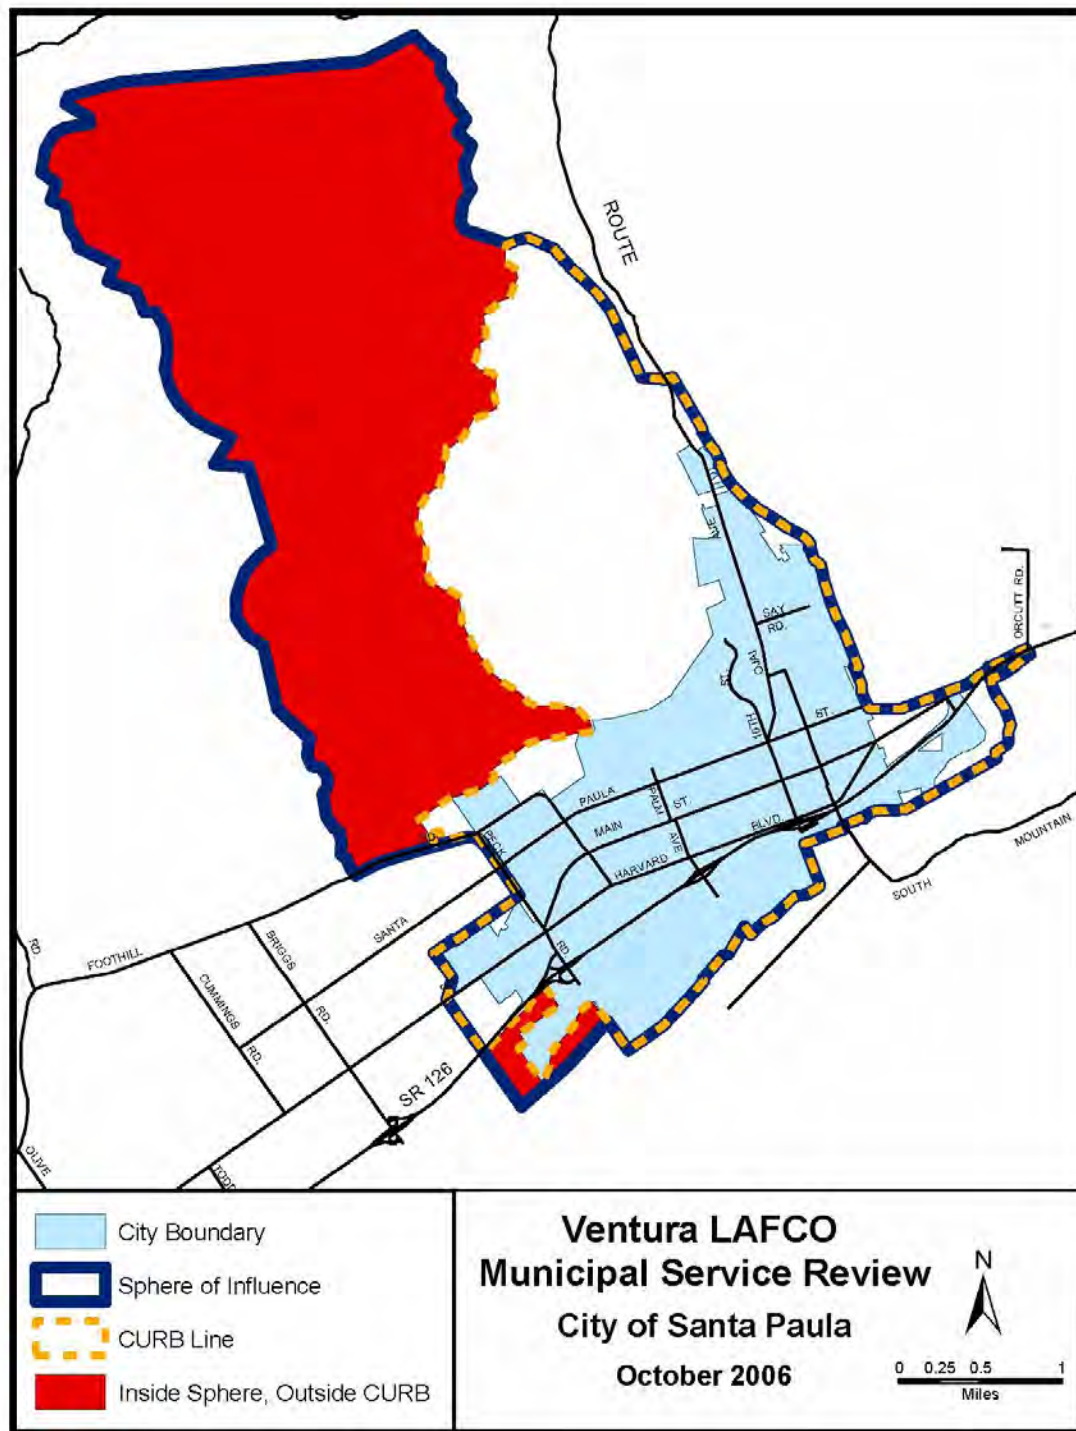 ROUTE
ORCUTT RD.
SAY
RD.
OJAI
ST.
10TH
ST.
PAULA
PALM
AVE
ST.
MAIN
BLVD.
HARVARD
PECK
RD.
SANTA
MOUNTAIN
SOUTH
FOOTHILL
RD.
BRIGGS
RD.
CUMMINGS
RD.
SR 126
OLIVE
TODD
City Boundary
Sphere of Influence
CURB Line
Inside Sphere, Outside CURB
Ventura LAFCO
Municipal Service Review
City of Santa Paula
October 2006
N
0 0.25 0.5 1
Miles